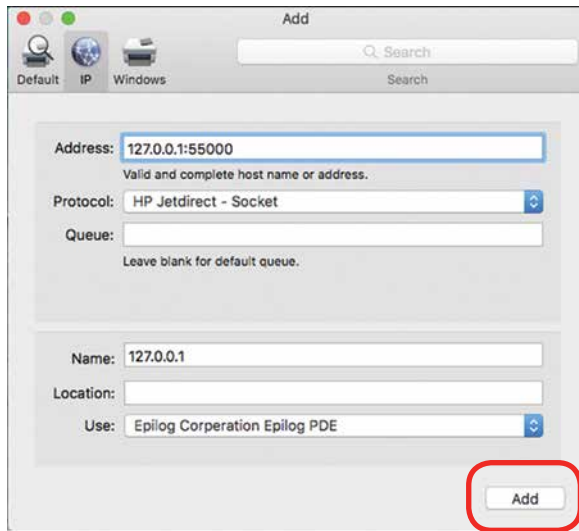 Add
Search
Default IP Windows Search
Address: 127.0.0.1:55000
Valid and complete host name or address.
Protocol: HP Jetdirect - Socket
Queue:
Leave blank for default queue.
Name: 127.0.0.1
Location:
Use: Epilog Corperation Epilog PDE
Add